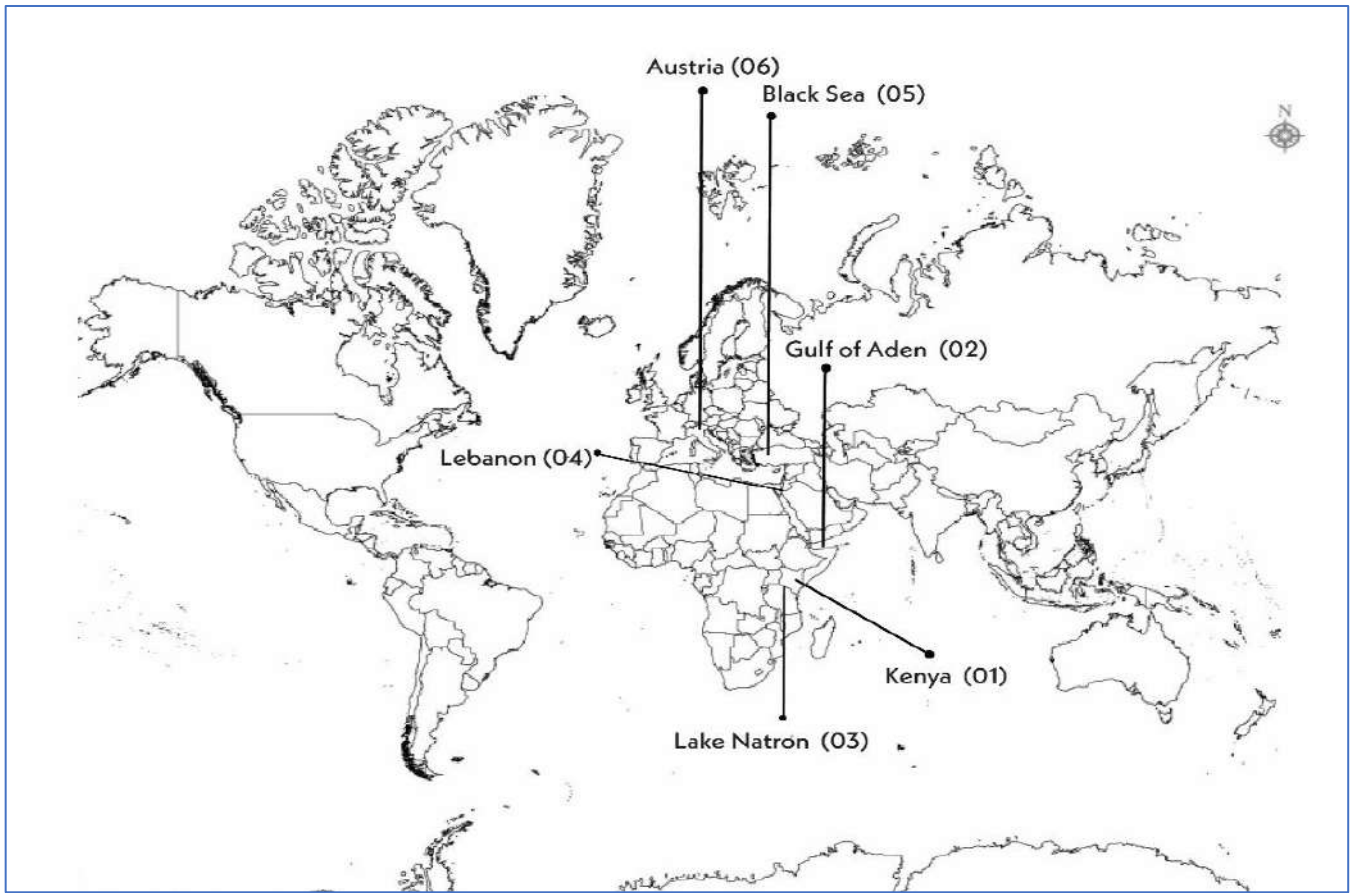 Austria (06)
Black Sea (05)
N
Gulf of Aden (02)
Lebanon (04)
Kenya (01)
Lake Natron (03)